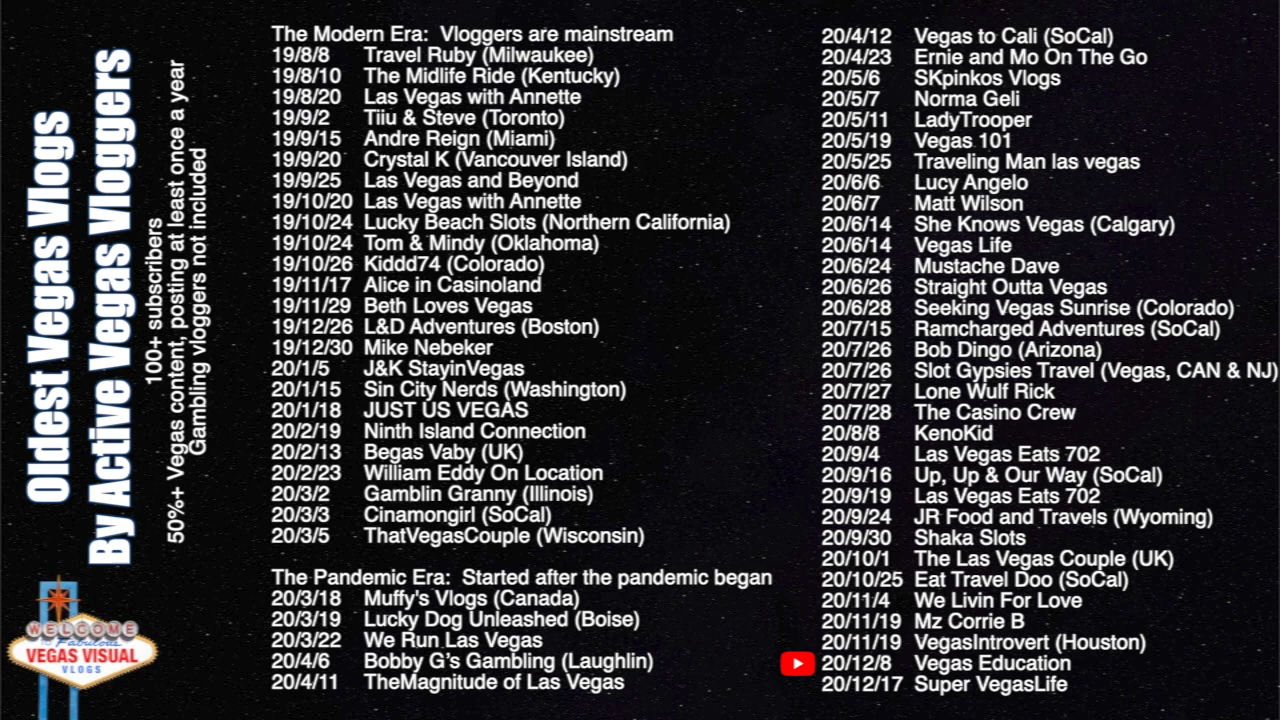 Oldest Vegas Vlogs
By Active Vegas Vloggers
100+ subscribers
50%+ Vegas content, posting at least once a year
Gambling vloggers not included
WELCOME
to Fabulous
VEGAS VISUAL
VLOGS
The Modern Era: Vloggers are mainstream
19/8/8 Travel Ruby (Milwaukee)
19/8/10 The Midlife Ride (Kentucky)
19/8/20 Las Vegas with Annette
19/9/2 Tiiu & Steve (Toronto)
19/9/15 Andre Reign (Miami)
19/9/20 Crystal K (Vancouver Island)
19/9/25 Las Vegas and Beyond
19/10/20 Las Vegas with Annette
19/10/24 Lucky Beach Slots (Northern California)
19/10/24 Tom & Mindy (Oklahoma)
19/10/26 Kiddd74 (Colorado)
19/11/17 Alice in Casinoland
19/11/29 Beth Loves Vegas
19/12/26 L&D Adventures (Boston)
19/12/30 Mike Nebeker
20/1/5 J&K StayinVegas
20/1/15 Sin City Nerds (Washington)
20/1/18 JUST US VEGAS
20/2/19 Ninth Island Connection
20/2/13 Begas Vaby (UK)
20/2/23 William Eddy On Location
20/3/2 Gamblin Granny (Illinois)
20/3/3 Cinamongirl (SoCal)
20/3/5 ThatVegasCouple (Wisconsin)
The Pandemic Era: Started after the pandemic began
20/3/18 Muffy's Vlogs (Canada)
20/3/19 Lucky Dog Unleashed (Boise)
20/3/22 We Run Las Vegas
20/4/6 Bobby G's Gambling (Laughlin)
20/4/11 TheMagnitude of Las Vegas
20/4/12 Vegas to Cali (SoCal)
20/4/23 Ernie and Mo On The Go
20/5/6 SKpinkos Vlogs
20/5/7 Norma Geli
20/5/11 LadyTrooper
20/5/19 Vegas 101
20/5/25 Traveling Man las vegas
20/6/6 Lucy Angelo
20/6/7 Matt Wilson
20/6/14 She Knows Vegas (Calgary)
20/6/14 Vegas Life
20/6/24 Mustache Dave
20/6/26 Straight Outta Vegas
20/6/28 Seeking Vegas Sunrise (Colorado)
20/7/15 Ramcharged Adventures (SoCal)
20/7/26 Bob Dingo (Arizona)
20/7/26 Slot Gypsies Travel (Vegas, CAN & NJ)
20/7/27 Lone Wulf Rick
20/7/28 The Casino Crew
20/8/8 KenoKid
20/9/4 Las Vegas Eats 702
20/9/16 Up, Up & Our Way (SoCal)
20/9/19 Las Vegas Eats 702
20/9/24 JR Food and Travels (Wyoming)
20/9/30 Shaka Slots
20/10/1 The Las Vegas Couple (UK)
20/10/25 Eat Travel Doo (SoCal)
20/11/4 We Livin For Love
20/11/19 Mz Corrie B
20/11/19 VegasIntrovert (Houston)
20/12/8 Vegas Education
20/12/17 Super VegasLife